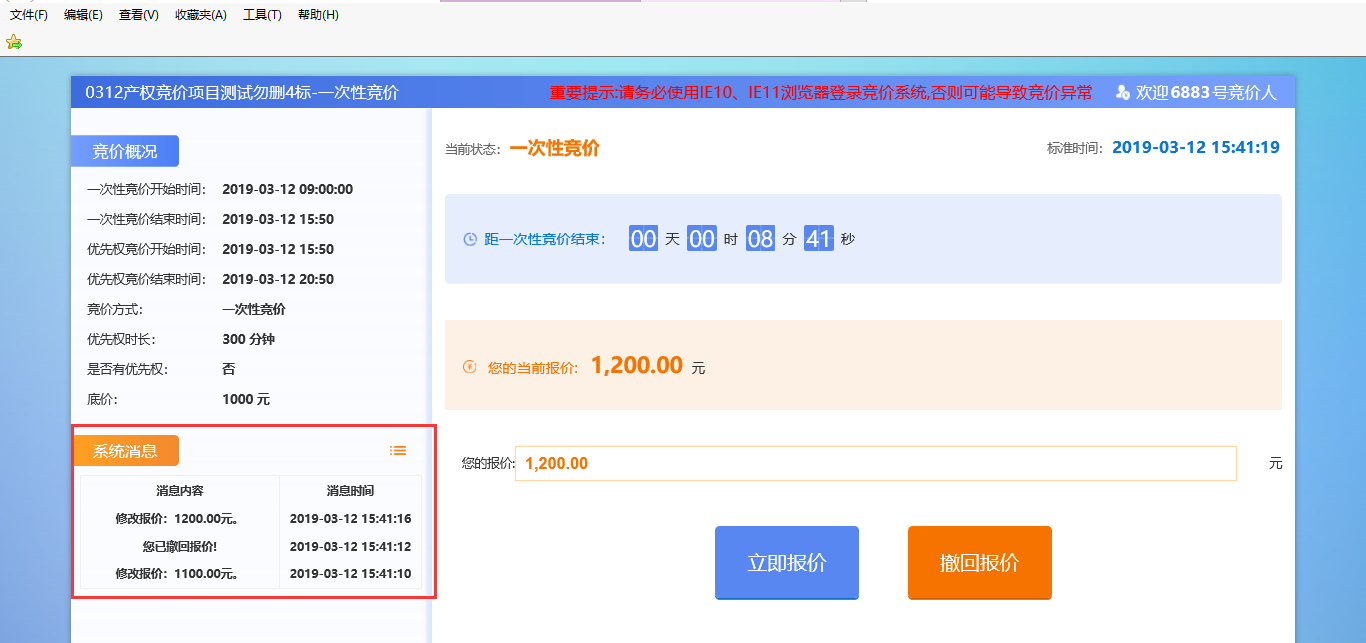 文件(F) 编辑(E) 查看(V) 收藏夹(A) 工具(T) 帮助(H)
0312产权竞价项目测试勿删4标-一次性竞价 重要提示:请务必使用IE10、IE11浏览器登录竞价系统,否则可能导致竞价异常 欢迎6883号竞价人
竞价概况
一次性竞价开始时间： 2019-03-12 09:00:00
一次性竞价结束时间： 2019-03-12 15:50
优先权竞价开始时间： 2019-03-12 15:50
优先权竞价结束时间： 2019-03-12 20:50
竞价方式： 一次性竞价
优先权时长： 300 分钟
是否有优先权： 否
底价： 1000 元
系统消息
消息内容 消息时间
修改报价：1200.00元。 2019-03-12 15:41:16
您已撤回报价! 2019-03-12 15:41:12
修改报价：1100.00元。 2019-03-12 15:41:10
当前状态： 一次性竞价 标准时间： 2019-03-12 15:41:19
距一次性竞价结束： 00 天 00 时 08 分 41 秒
您的当前报价: 1,200.00 元
您的报价: 1,200.00 元
立即报价 撤回报价